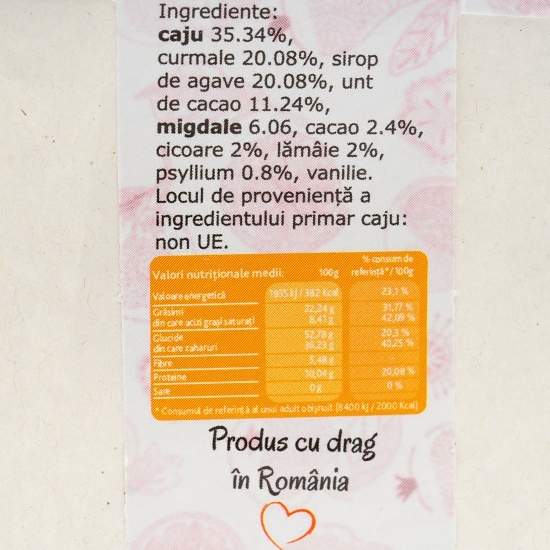 Ingrediente:
caju 35.34%,
curmale 20.08%, sirop
de agave 20.08%, unt
de cacao 11.24%,
migdale 6.06, cacao 2.4%,
cicoare 2%, lămâie 2%,
psyllium 0.8%, vanilie.
Locul de proveniență a
ingredientului primar caju:
non UE.
Valori nutriționale medii: 100g % consum de referință*/100g
Valoare energetică 1935 kJ / 382 Kcal 23,1 %
Grăsimi 22,24 g 31,77 %
din care acizi grași saturați 8,41 g 42,09 %
Glucide 52,78 g 20,3 %
din care zaharuri 36,23 g 40,25 %
Fibre 5,48 g -
Proteine 10,04 g 20,08 %
Sare 0 g 0 %
* Consumul de referință al unui adult obișnuit (8400 kj / 2000 Kcal)
Produs cu drag
în România